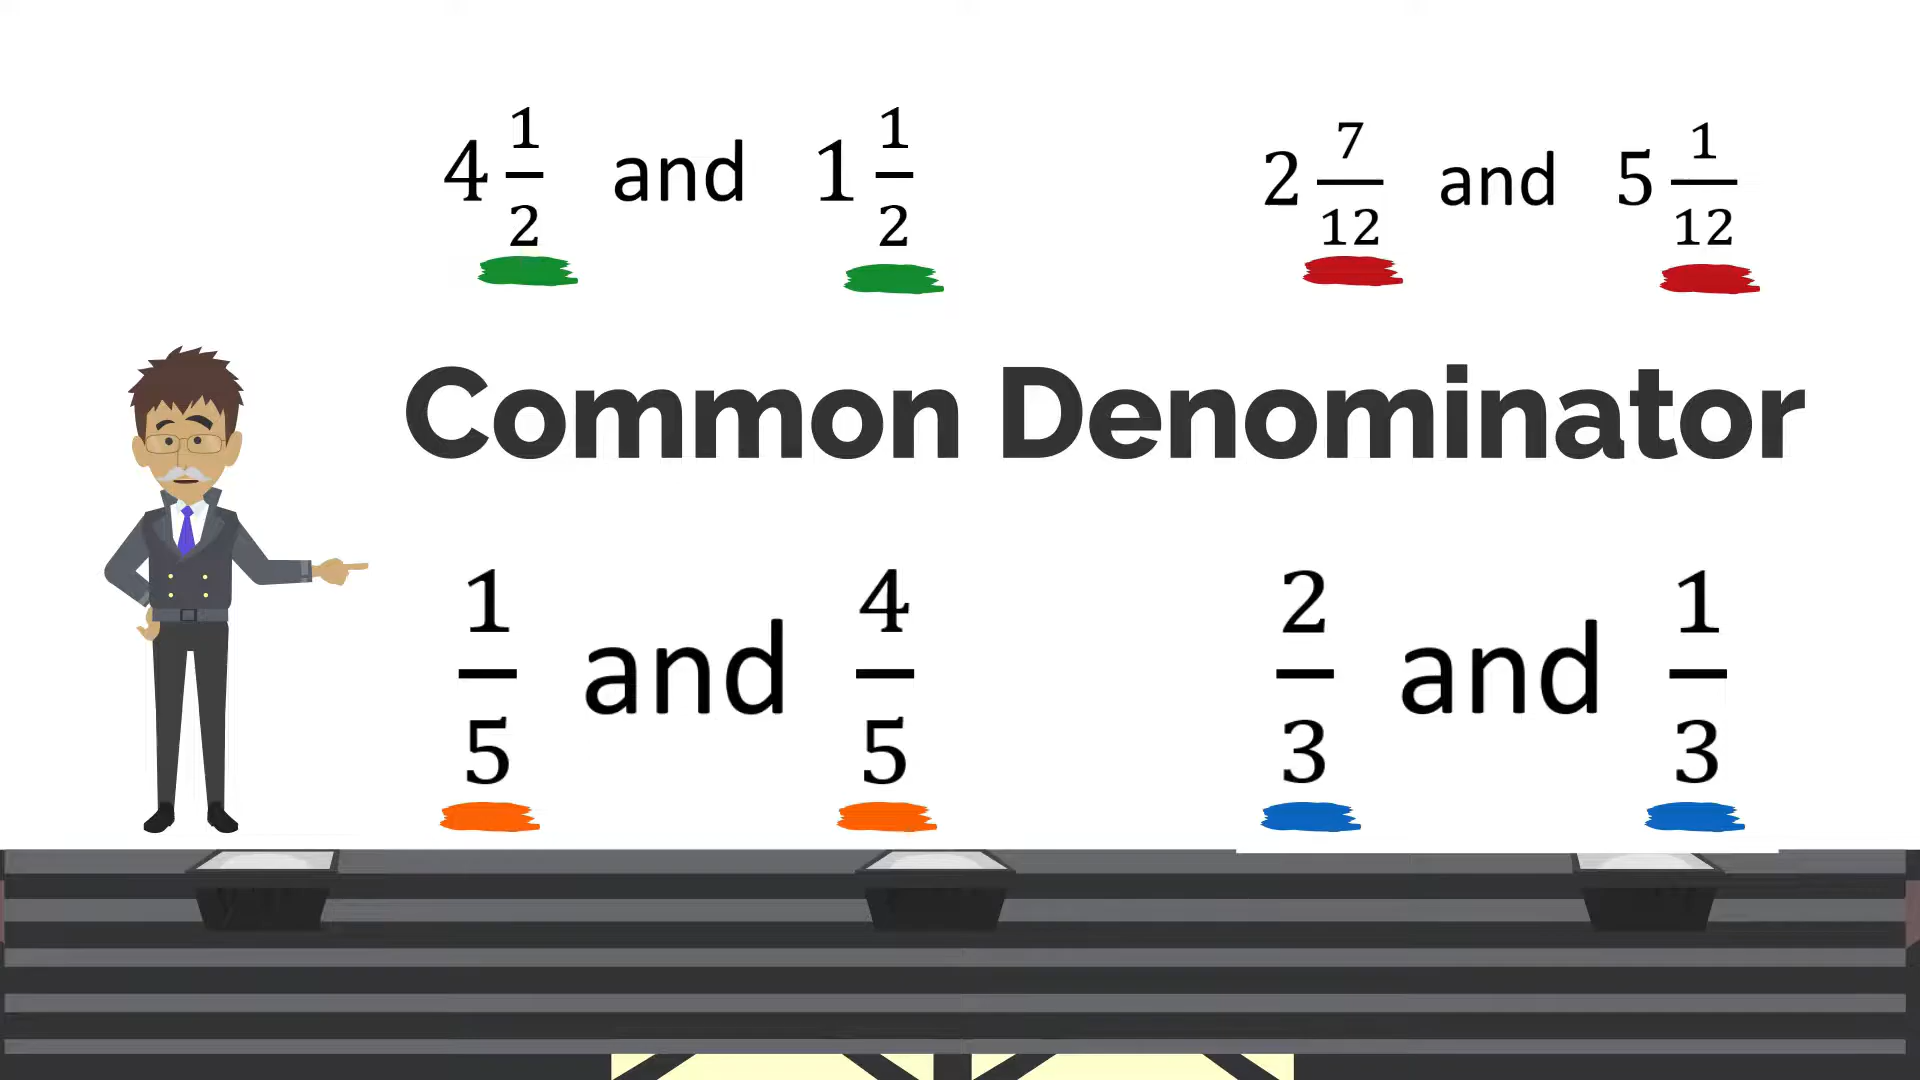 4 1/2 and 1 1/2
2 7/12 and 5 1/12
Common Denominator
1/5 and 4/5
2/3 and 1/3